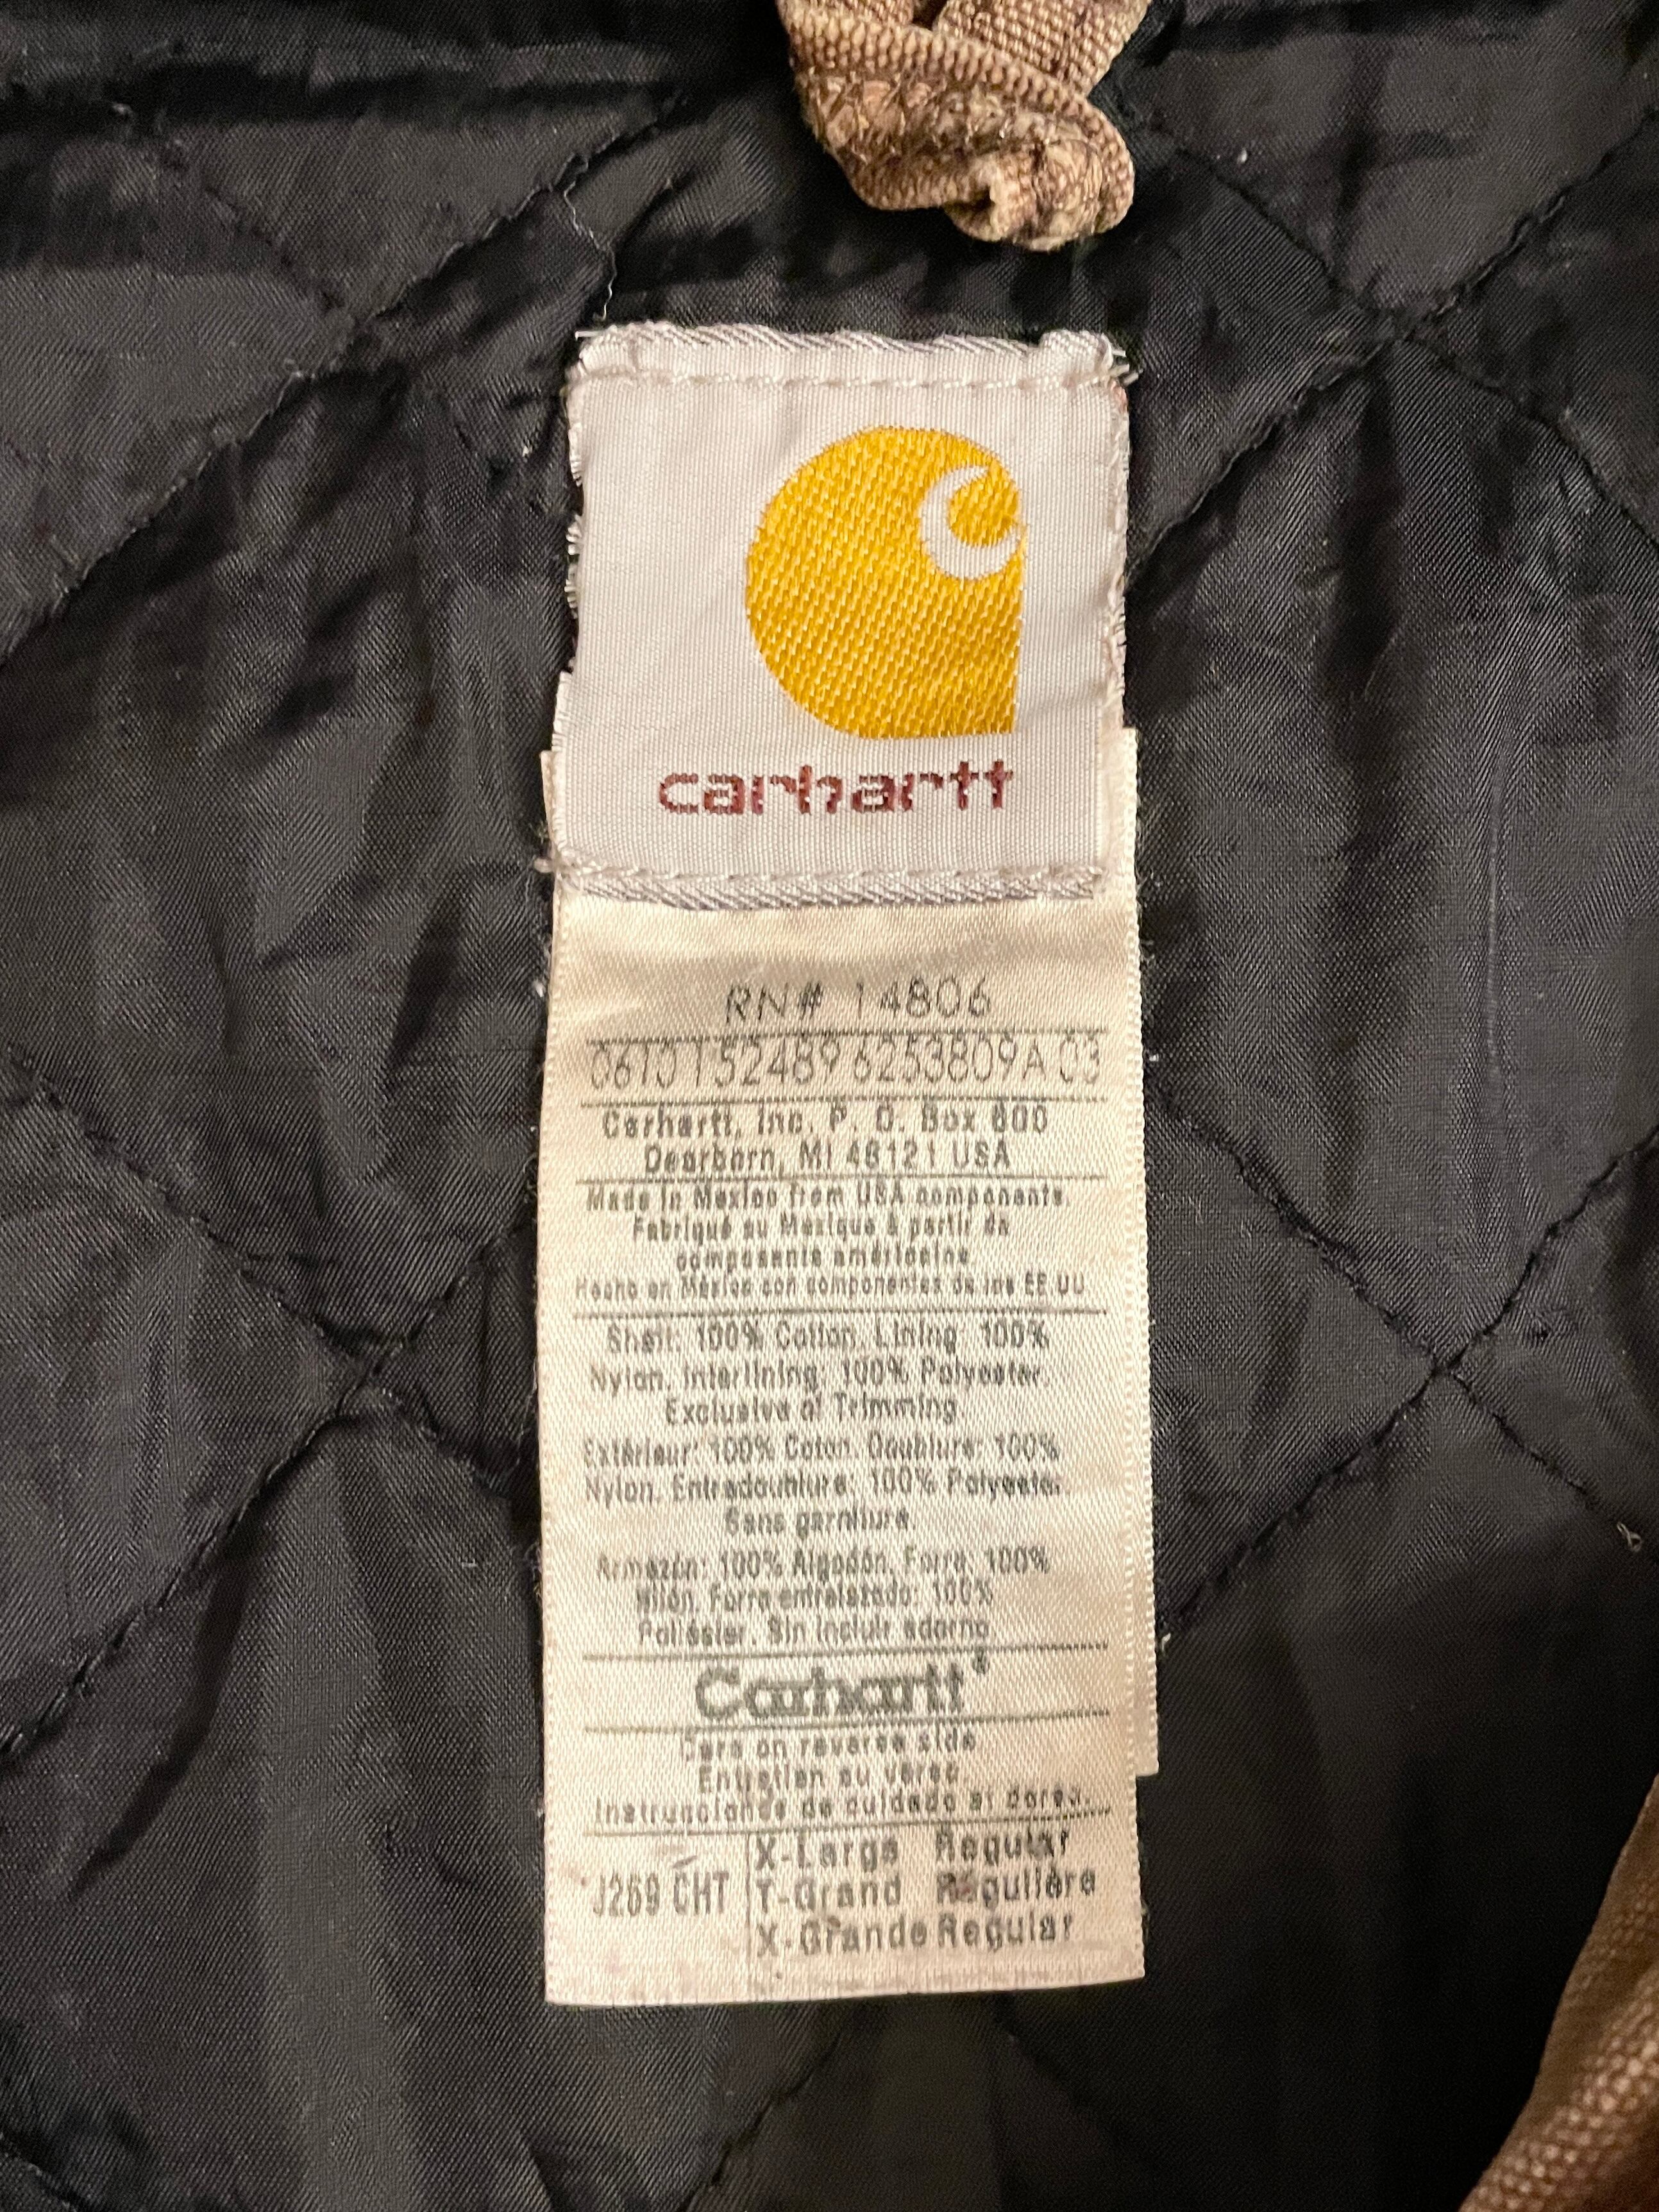 carhartt
RN# 14806
06101524896253809A 03
Carhartt, Inc. P. O. Box 600
Dearborn, MI 48121 USA
Made in Mexico from USA components.
Fabriqué au Mexique à partir de
composants américains
Hecho en México con componentes de los EE UU
Shell: 100% Cotton. Lining: 100%
Nylon. Interlining: 100% Polyester
Exclusive of Trimming
Extérieur: 100% Coton. Doublure: 100%
Nylon. Entredoublure: 100% Polyester.
Sans garniture.
Armazón: 100% Algodón. Forro: 100%
Nilón. Forro entrelazado: 100%
Poliéster. Sin incluir adorno.
Carhartt®
Care on reverse side
Entretien au verso
Instrucciones de cuidado al dorso.
J269 CHT
X-Large Regular
T-Grand Régulière
X-Grande Regular